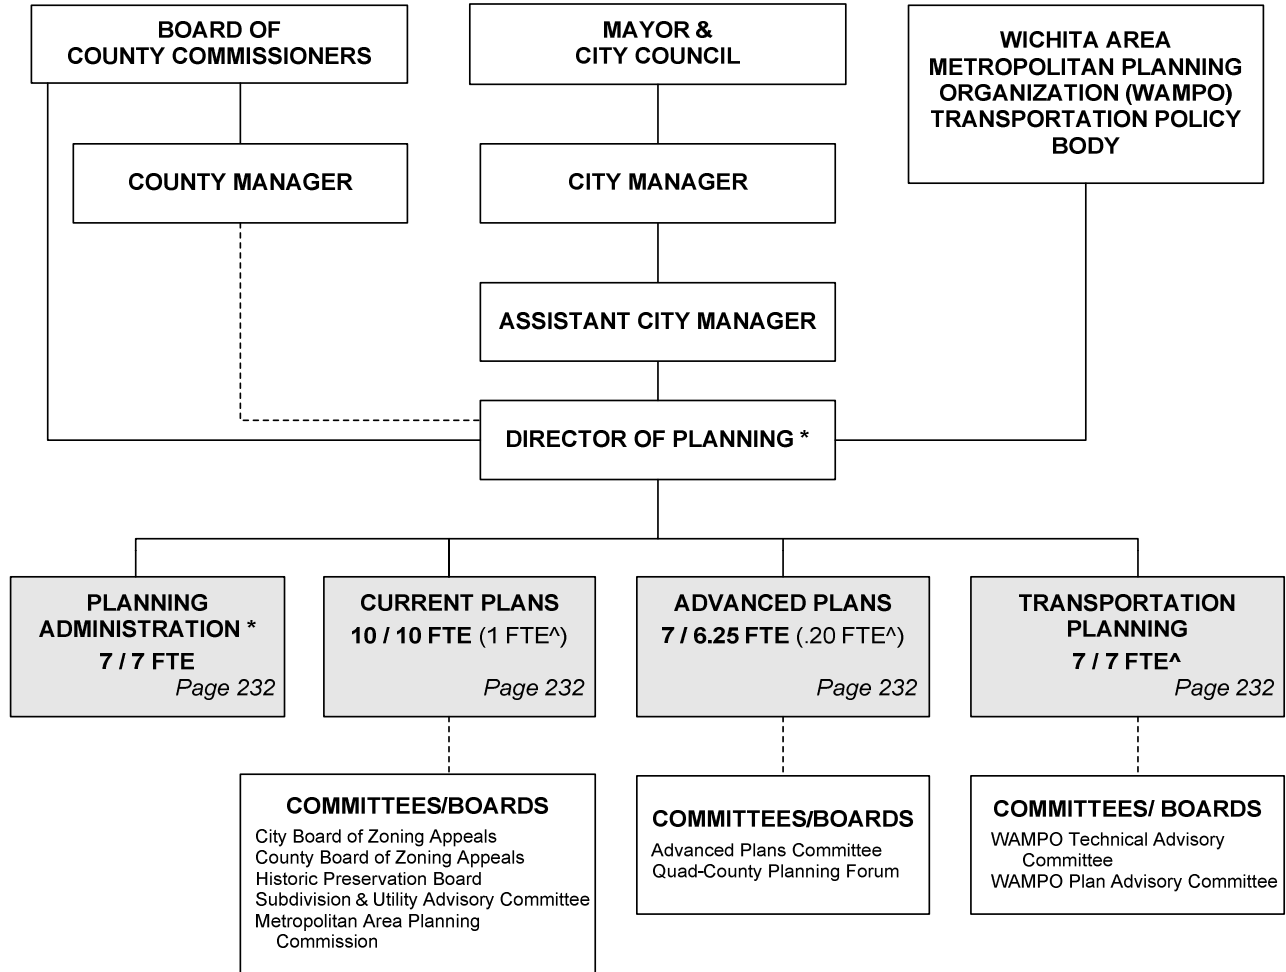 BOARD OF
COUNTY COMMISSIONERS
MAYOR &
CITY COUNCIL
WICHITA AREA
METROPOLITAN PLANNING
ORGANIZATION (WAMPO)
TRANSPORTATION POLICY
BODY
COUNTY MANAGER
CITY MANAGER
ASSISTANT CITY MANAGER
DIRECTOR OF PLANNING *
PLANNING
ADMINISTRATION *
7 / 7 FTE
Page 232
CURRENT PLANS
10 / 10 FTE (1 FTE^)
Page 232
ADVANCED PLANS
7 / 6.25 FTE (.20 FTE^)
Page 232
TRANSPORTATION
PLANNING
7 / 7 FTE^
Page 232
COMMITTEES/BOARDS
City Board of Zoning Appeals
County Board of Zoning Appeals
Historic Preservation Board
Subdivision & Utility Advisory Committee
Metropolitan Area Planning
Commission
COMMITTEES/BOARDS
Advanced Plans Committee
Quad-County Planning Forum
COMMITTEES/ BOARDS
WAMPO Technical Advisory
Committee
WAMPO Plan Advisory Committee